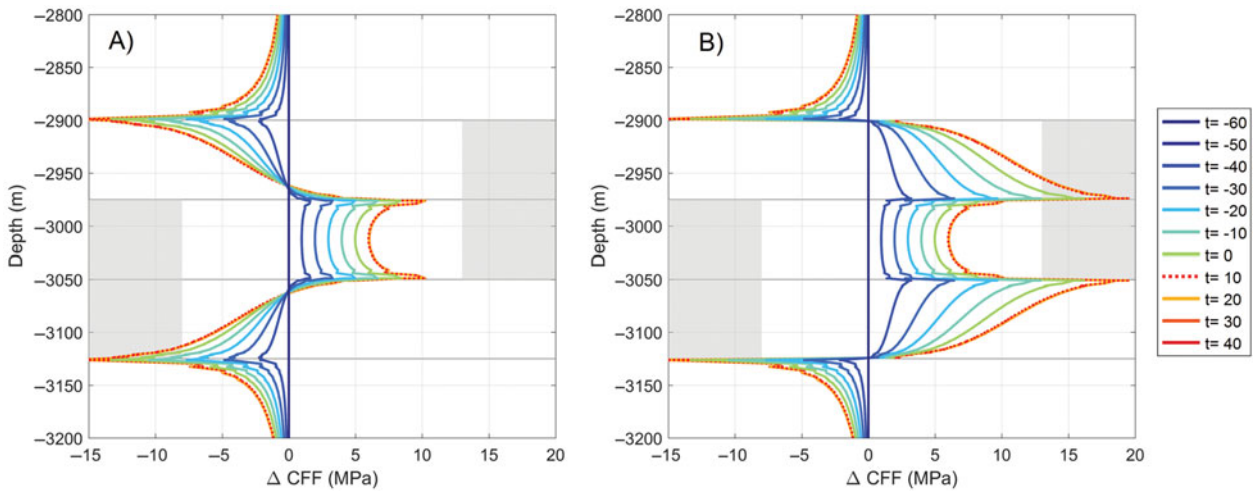 A)
–2800
–2850
–2900
–2950
–3000
–3050
–3100
–3150
–3200
Depth (m)
–15 –10 –5 0 5 10 15 20
Δ CFF (MPa)
B)
–2800
–2850
–2900
–2950
–3000
–3050
–3100
–3150
–3200
Depth (m)
–15 –10 –5 0 5 10 15 20
Δ CFF (MPa)
t= -60
t= -50
t= -40
t= -30
t= -20
t= -10
t= 0
t= 10
t= 20
t= 30
t= 40